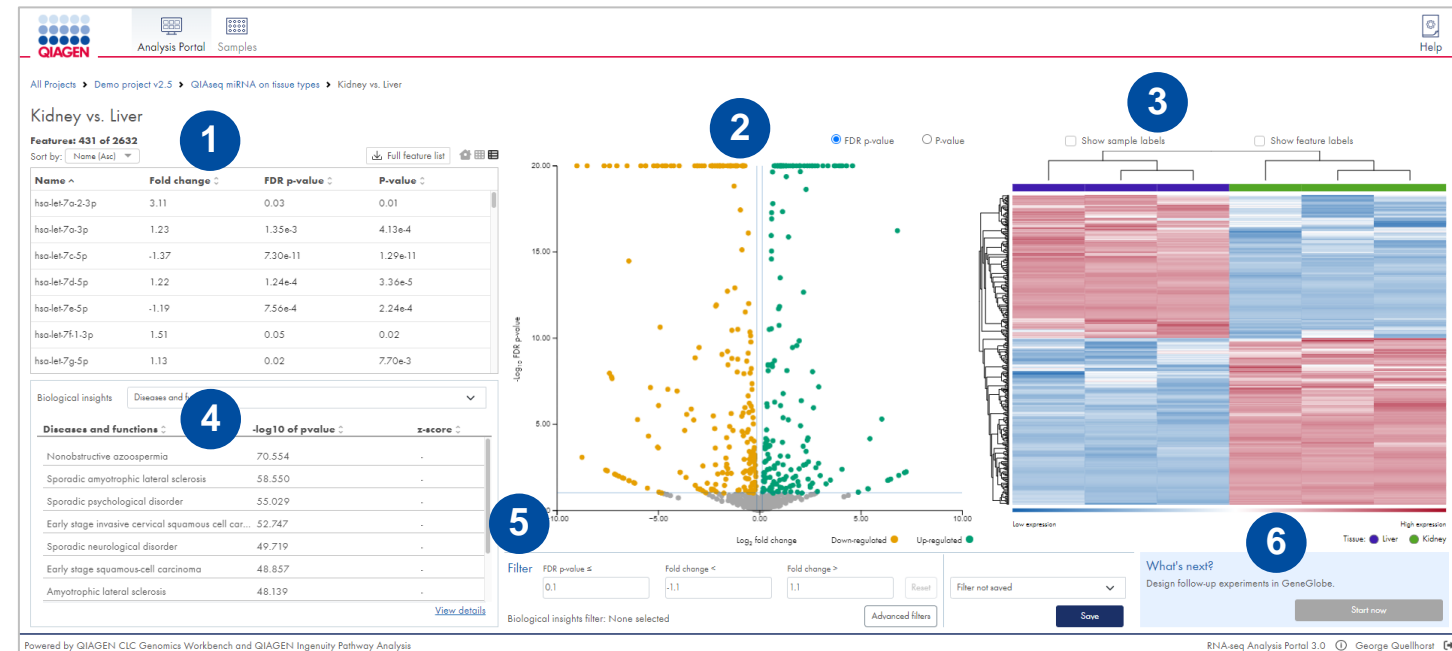 QIAGEN
Analysis Portal
Samples
Help
All Projects > Demo project v2.5 > QIAseq miRNA on tissue types > Kidney vs. Liver
Kidney vs. Liver
1
Features: 431 of 2632
Sort by: Name (Asc)
Full feature list
Name Fold change FDR p-value P-value
hsa-let-7a-2-3p 3.11 0.03 0.01
hsa-let-7a-3p 1.23 1.35e-3 4.13e-4
hsa-let-7c-5p -1.37 7.30e-11 1.29e-11
hsa-let-7d-5p 1.22 1.24e-4 3.36e-5
hsa-let-7e-5p -1.19 7.56e-4 2.24e-4
hsa-let-7f-1-3p 1.51 0.05 0.02
hsa-let-7g-5p 1.13 0.02 7.70e-3
2
FDR p-value
P-value
20.00
15.00
10.00
5.00
-Log10 FDR p-value
-5.00 0.00 5.00 10.00
Log2 fold change
Down-regulated
Up-regulated
3
Show sample labels
Show feature labels
Low expression
High expression
Tissue: Liver Kidney
4
Biological insights
Diseases and
Diseases and functions -log10 of pvalue z-score
Nonobstructive azoospermia 70.554 -
Sporadic amyotrophic lateral sclerosis 58.550 -
Sporadic psychological disorder 55.029 -
Early stage invasive cervical squamous cell car... 52.747 -
Sporadic neurological disorder 49.719 -
Early stage squamous-cell carcinoma 48.857 -
Amyotrophic lateral sclerosis 48.139 -
View details
5
Filter
FDR p-value ≤
0.1
Fold change <
-1.1
Fold change >
1.1
Reset
Biological insights filter: None selected
Advanced filters
Filter not saved
Save
6
What's next?
Design follow-up experiments in GeneGlobe.
Start now
Powered by QIAGEN CLC Genomics Workbench and QIAGEN Ingenuity Pathway Analysis
RNA-seq Analysis Portal 3.0
George Quellhorst